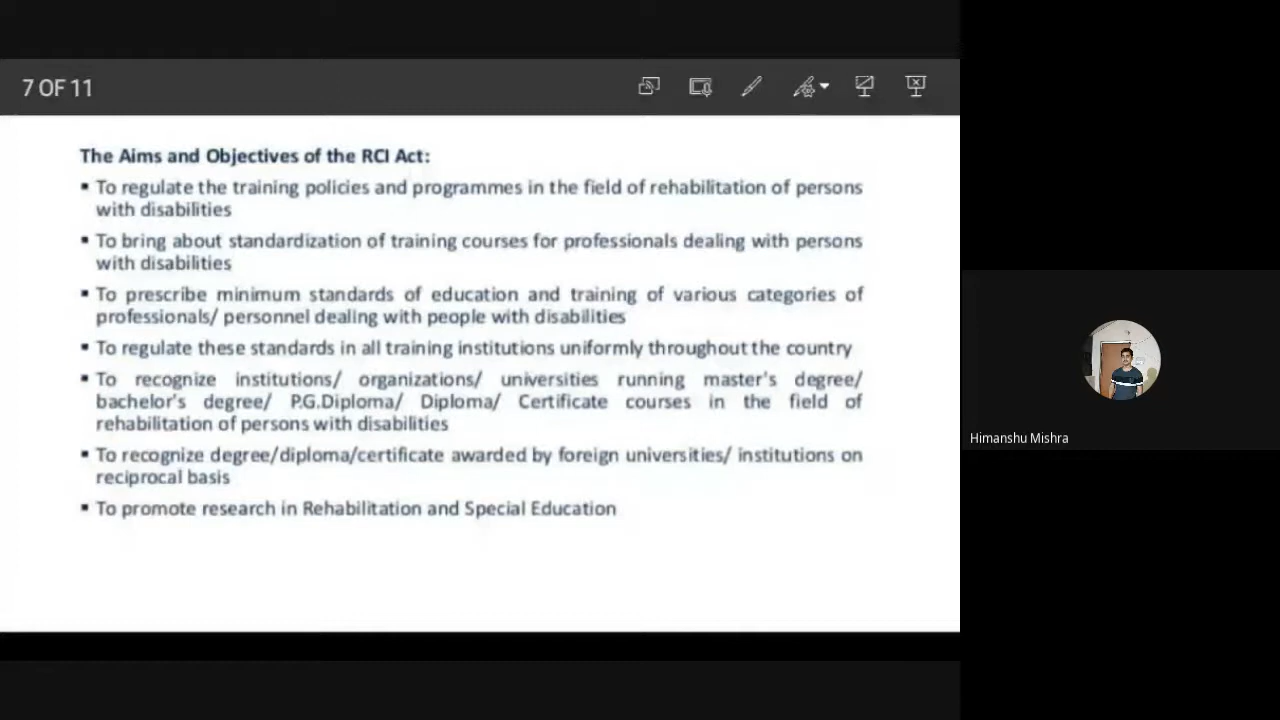 7 OF 11
The Aims and Objectives of the RCI Act:
▪ To regulate the training policies and programmes in the field of rehabilitation of persons
with disabilities
▪ To bring about standardization of training courses for professionals dealing with persons
with disabilities
▪ To prescribe minimum standards of education and training of various categories of
professionals/ personnel dealing with people with disabilities
▪ To regulate these standards in all training institutions uniformly throughout the country
▪ To recognize institutions/ organizations/ universities running master's degree/
bachelor's degree/ P.G.Diploma/ Diploma/ Certificate courses in the field of
rehabilitation of persons with disabilities
▪ To recognize degree/diploma/certificate awarded by foreign universities/ institutions on
reciprocal basis
▪ To promote research in Rehabilitation and Special Education
Himanshu Mishra